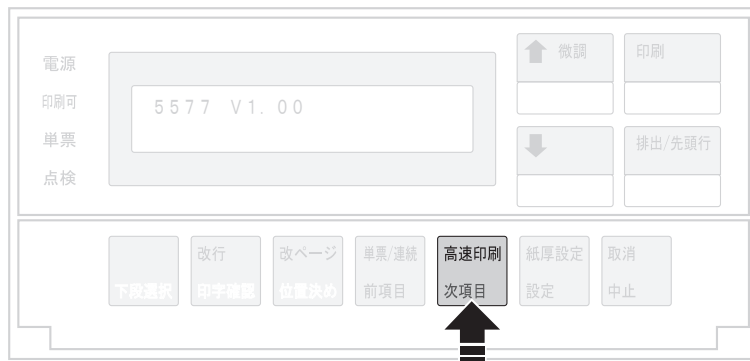 電源
印刷可
単票
点検
5577 V1.00
微調
印刷
排出/先頭行
下段選択
改行
印字確認
改ページ
位置決め
単票/連続
前項目
高速印刷
次項目
紙厚設定
設定
取消
中止